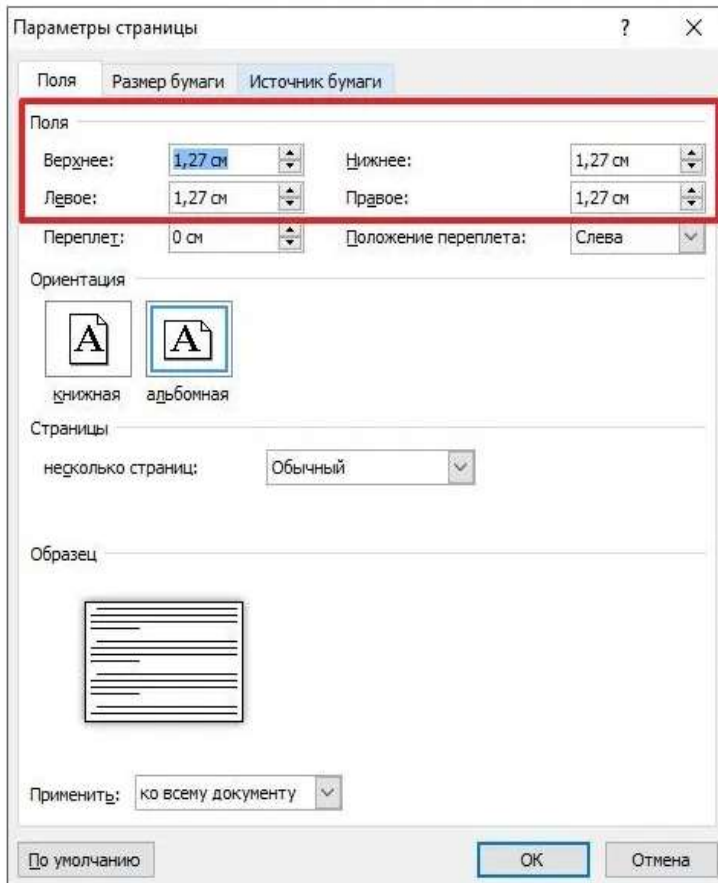 Параметры страницы ? X
Поля Размер бумаги Источник бумаги
Поля
Верхнее: 1,27 см Нижнее: 1,27 см
Левое: 1,27 см Правое: 1,27 см
Переплет: 0 см Положение переплета: Слева
Ориентация
A A
книжная альбомная
Страницы
несколько страниц: Обычный
Образец
Применить: ко всему документу
По умолчанию ОК Отмена